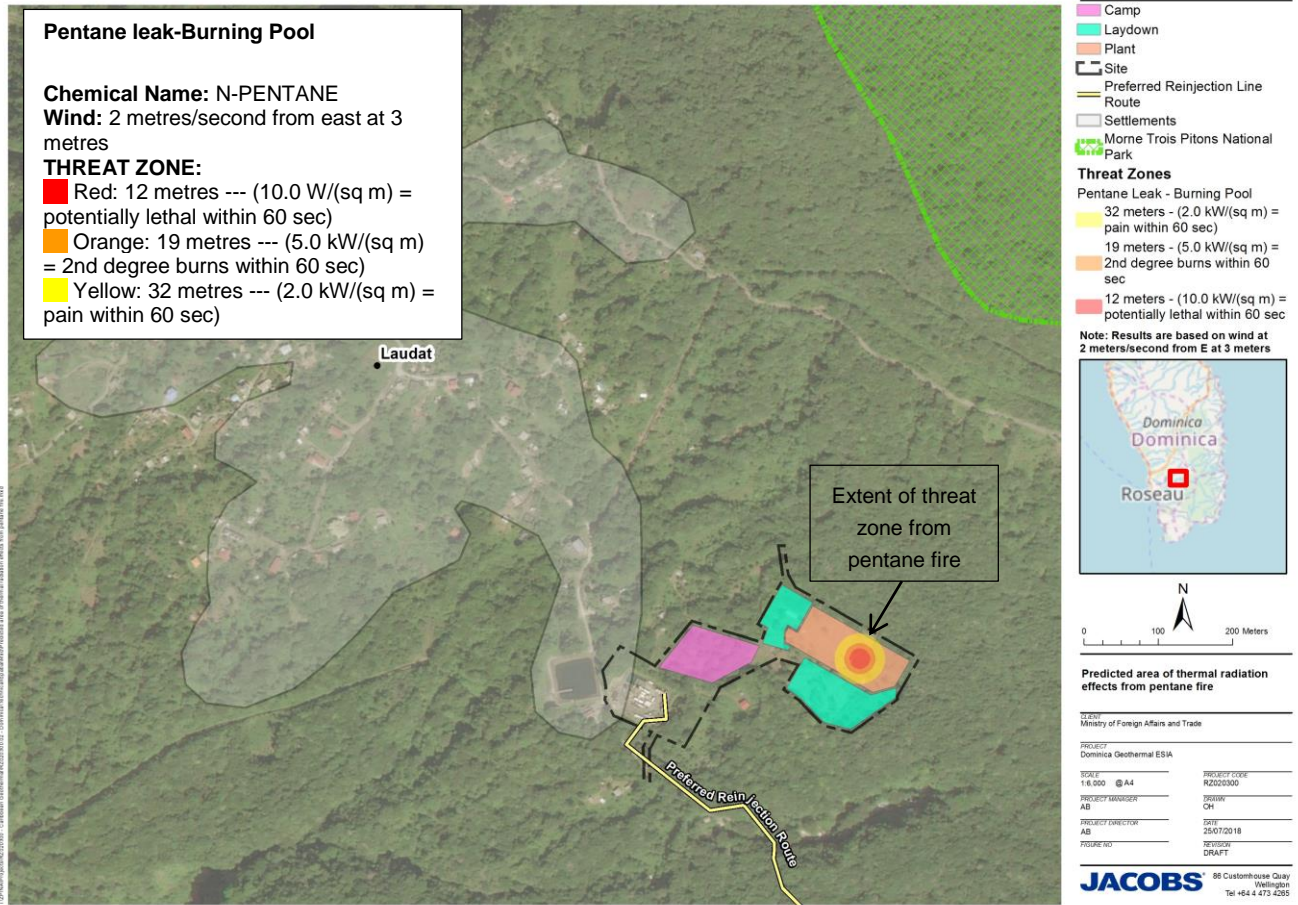 Pentane leak-Burning Pool
Chemical Name: N-PENTANE
Wind: 2 metres/second from east at 3
metres
THREAT ZONE:
Red: 12 metres --- (10.0 W/(sq m) =
potentially lethal within 60 sec)
Orange: 19 metres --- (5.0 kW/(sq m)
= 2nd degree burns within 60 sec)
Yellow: 32 metres --- (2.0 kW/(sq m) =
pain within 60 sec)
Laudat
Extent of threat
zone from
pentane fire
Preferred Reinjection Route
Camp
Laydown
Plant
Site
Preferred Reinjection Line
Route
Settlements
Morne Trois Pitons National
Park
Threat Zones
Pentane Leak - Burning Pool
32 meters - (2.0 kW/(sq m) =
pain within 60 sec)
19 meters - (5.0 kW/(sq m) =
2nd degree burns within 60
sec
12 meters - (10.0 kW/(sq m) =
potentially lethal within 60 sec
Note: Results are based on wind at
2 meters/second from E at 3 meters
Dominica
Dominica
Roseau
N
0 100 200 Meters
Predicted area of thermal radiation
effects from pentane fire
CLIENT
Ministry of Foreign Affairs and Trade
PROJECT
Dominica Geothermal ESIA
SCALE PROJECT CODE
1:6,000 @ A4 RZ020300
PROJECT MANAGER DRAWN
AB OH
PROJECT DIRECTOR DATE
AB 25/07/2018
FIGURE NO REVISION
DRAFT
JACOBS
86 Customhouse Quay
Wellington
Tel +64 4 473 4265